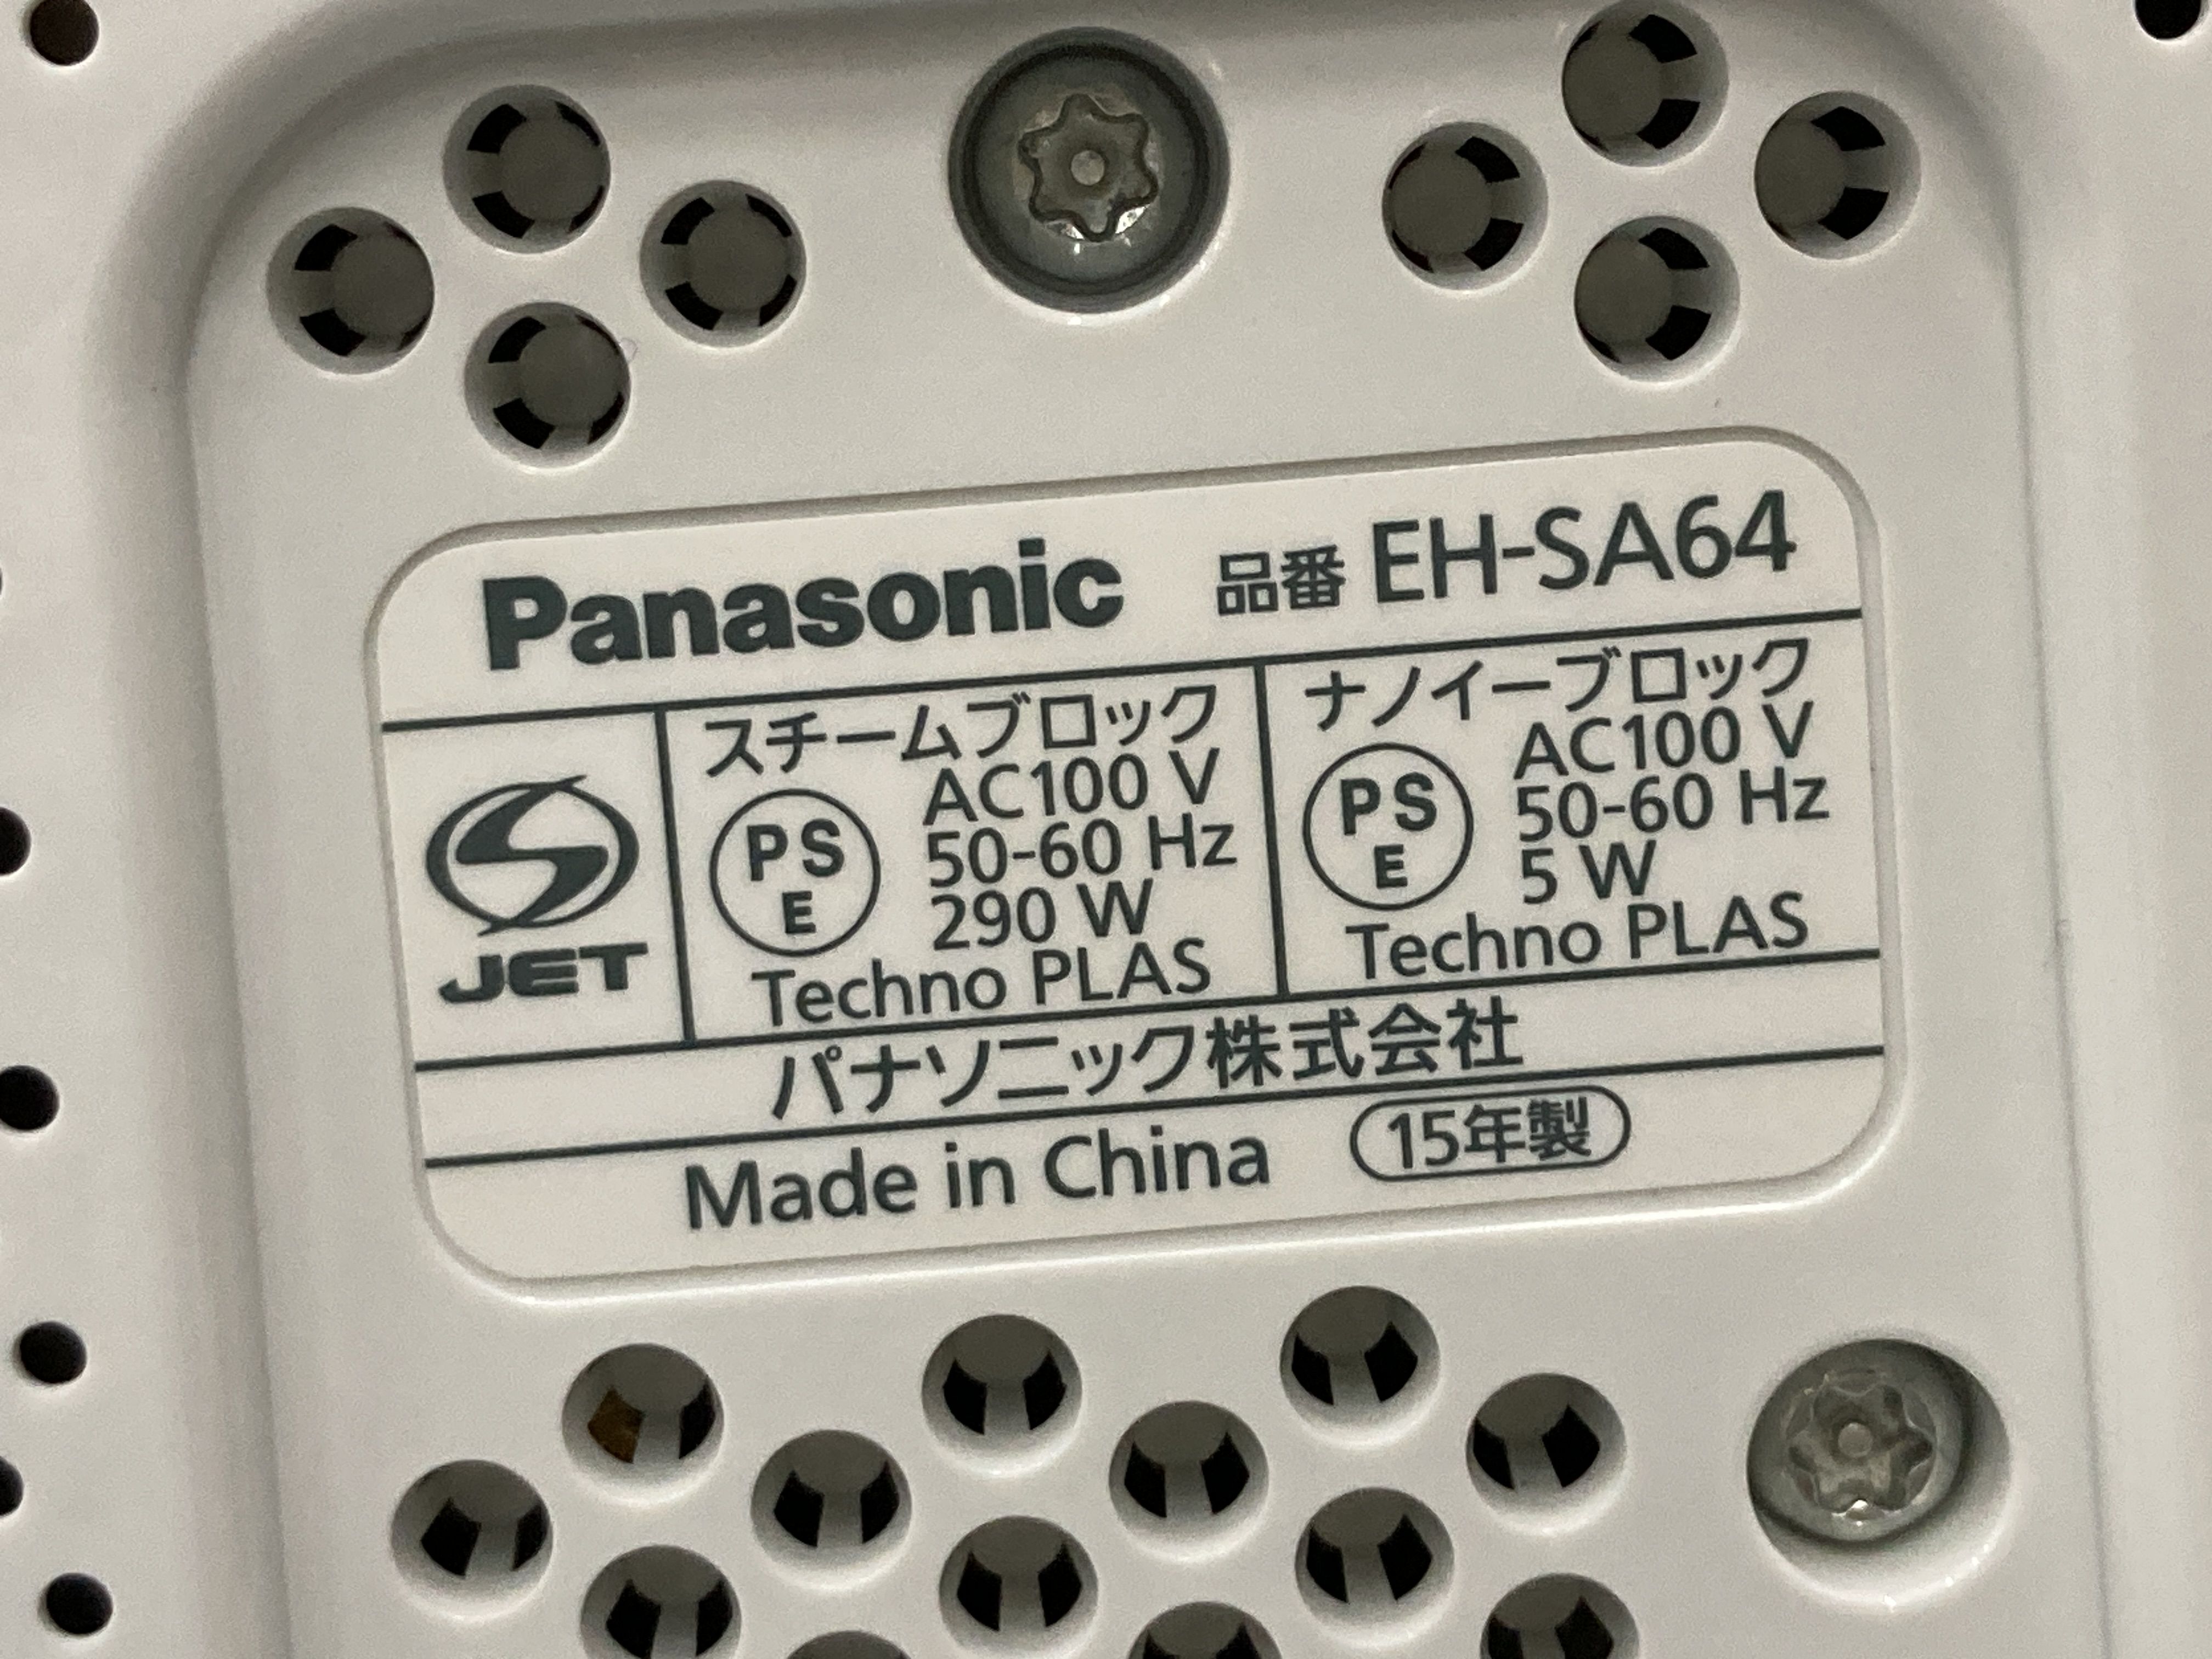 Panasonic 品番 EH-SA64
スチームブロック
PS
E
AC100 V
50-60 Hz
290 W
Techno PLAS
ナノイーブロック
PS
E
AC100 V
50-60 Hz
5 W
Techno PLAS
JET
パナソニック株式会社
Made in China 15年製